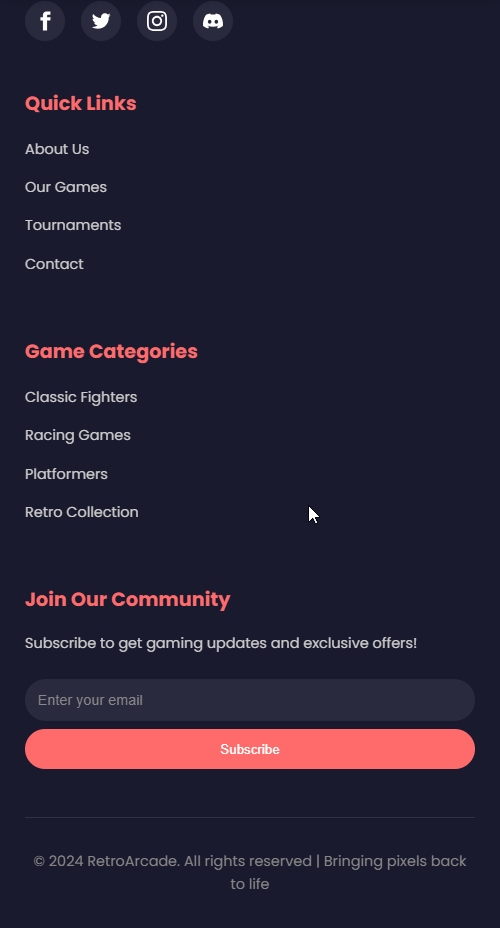 Quick Links
About Us
Our Games
Tournaments
Contact
Game Categories
Classic Fighters
Racing Games
Platformers
Retro Collection
Join Our Community
Subscribe to get gaming updates and exclusive offers!
Enter your email
Subscribe
© 2024 RetroArcade. All rights reserved | Bringing pixels back
to life